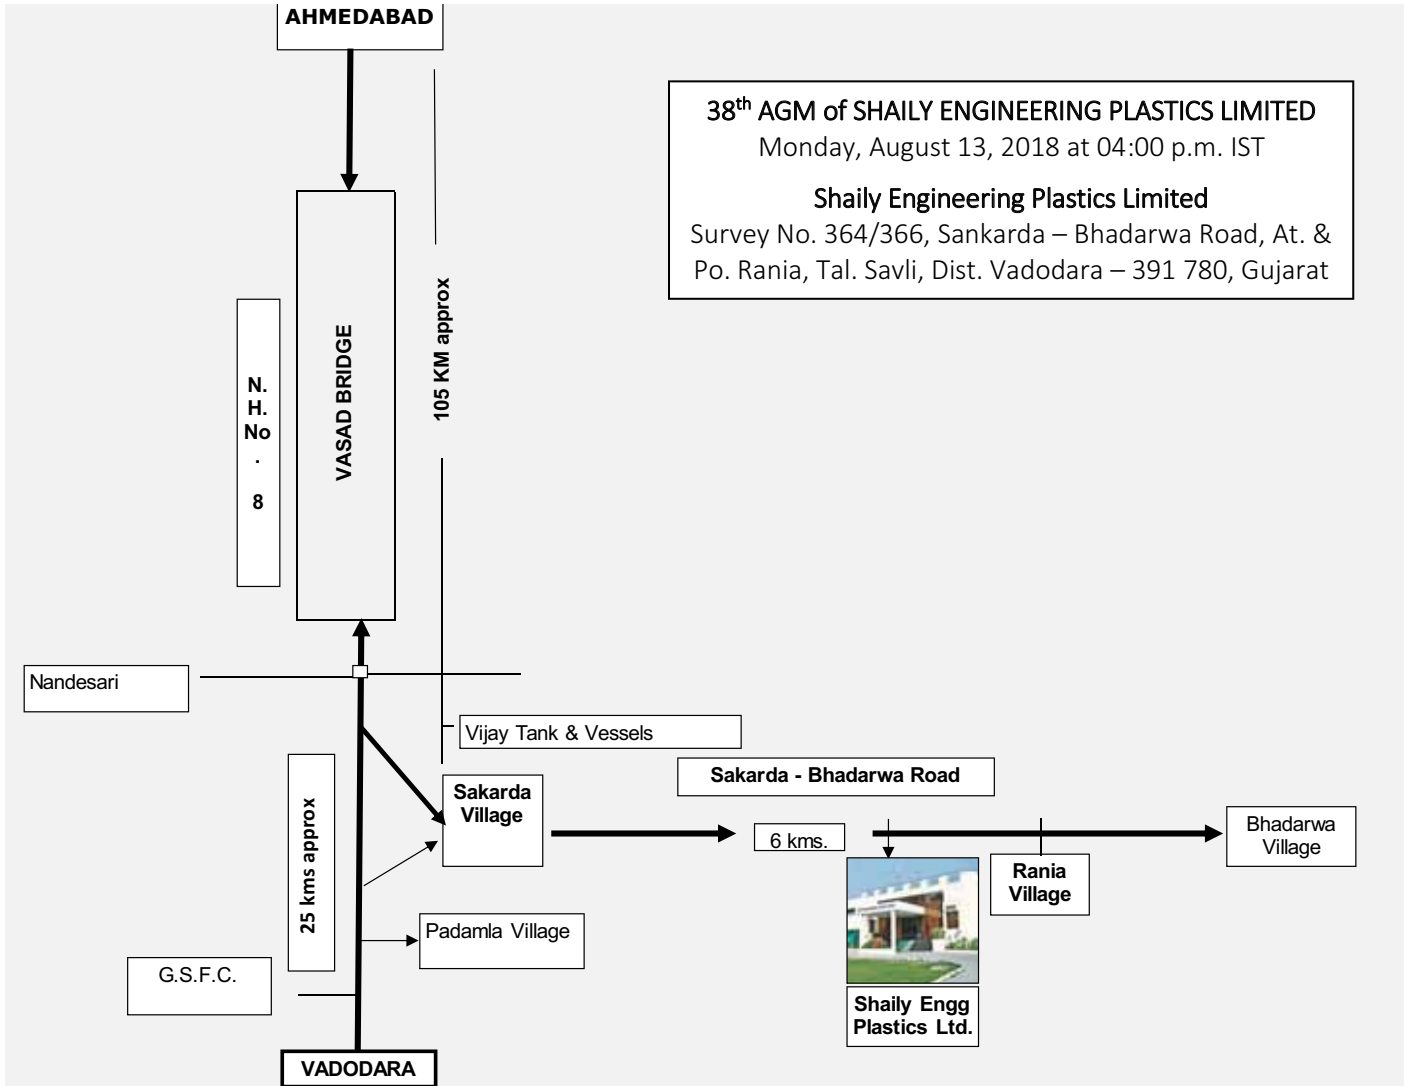 AHMEDABAD
38th AGM of SHAILY ENGINEERING PLASTICS LIMITED
Monday, August 13, 2018 at 04:00 p.m. IST
Shaily Engineering Plastics Limited
Survey No. 364/366, Sankarda – Bhadarwa Road, At. &
Po. Rania, Tal. Savli, Dist. Vadodara – 391 780, Gujarat
N.
H.
No
.
8
VASAD BRIDGE
105 KM approx
Nandesari
Vijay Tank & Vessels
25 kms approx
Sakarda
Village
Sakarda - Bhadarwa Road
6 kms.
Bhadarwa
Village
Rania
Village
Padamla Village
G.S.F.C.
Shaily Engg
Plastics Ltd.
VADODARA